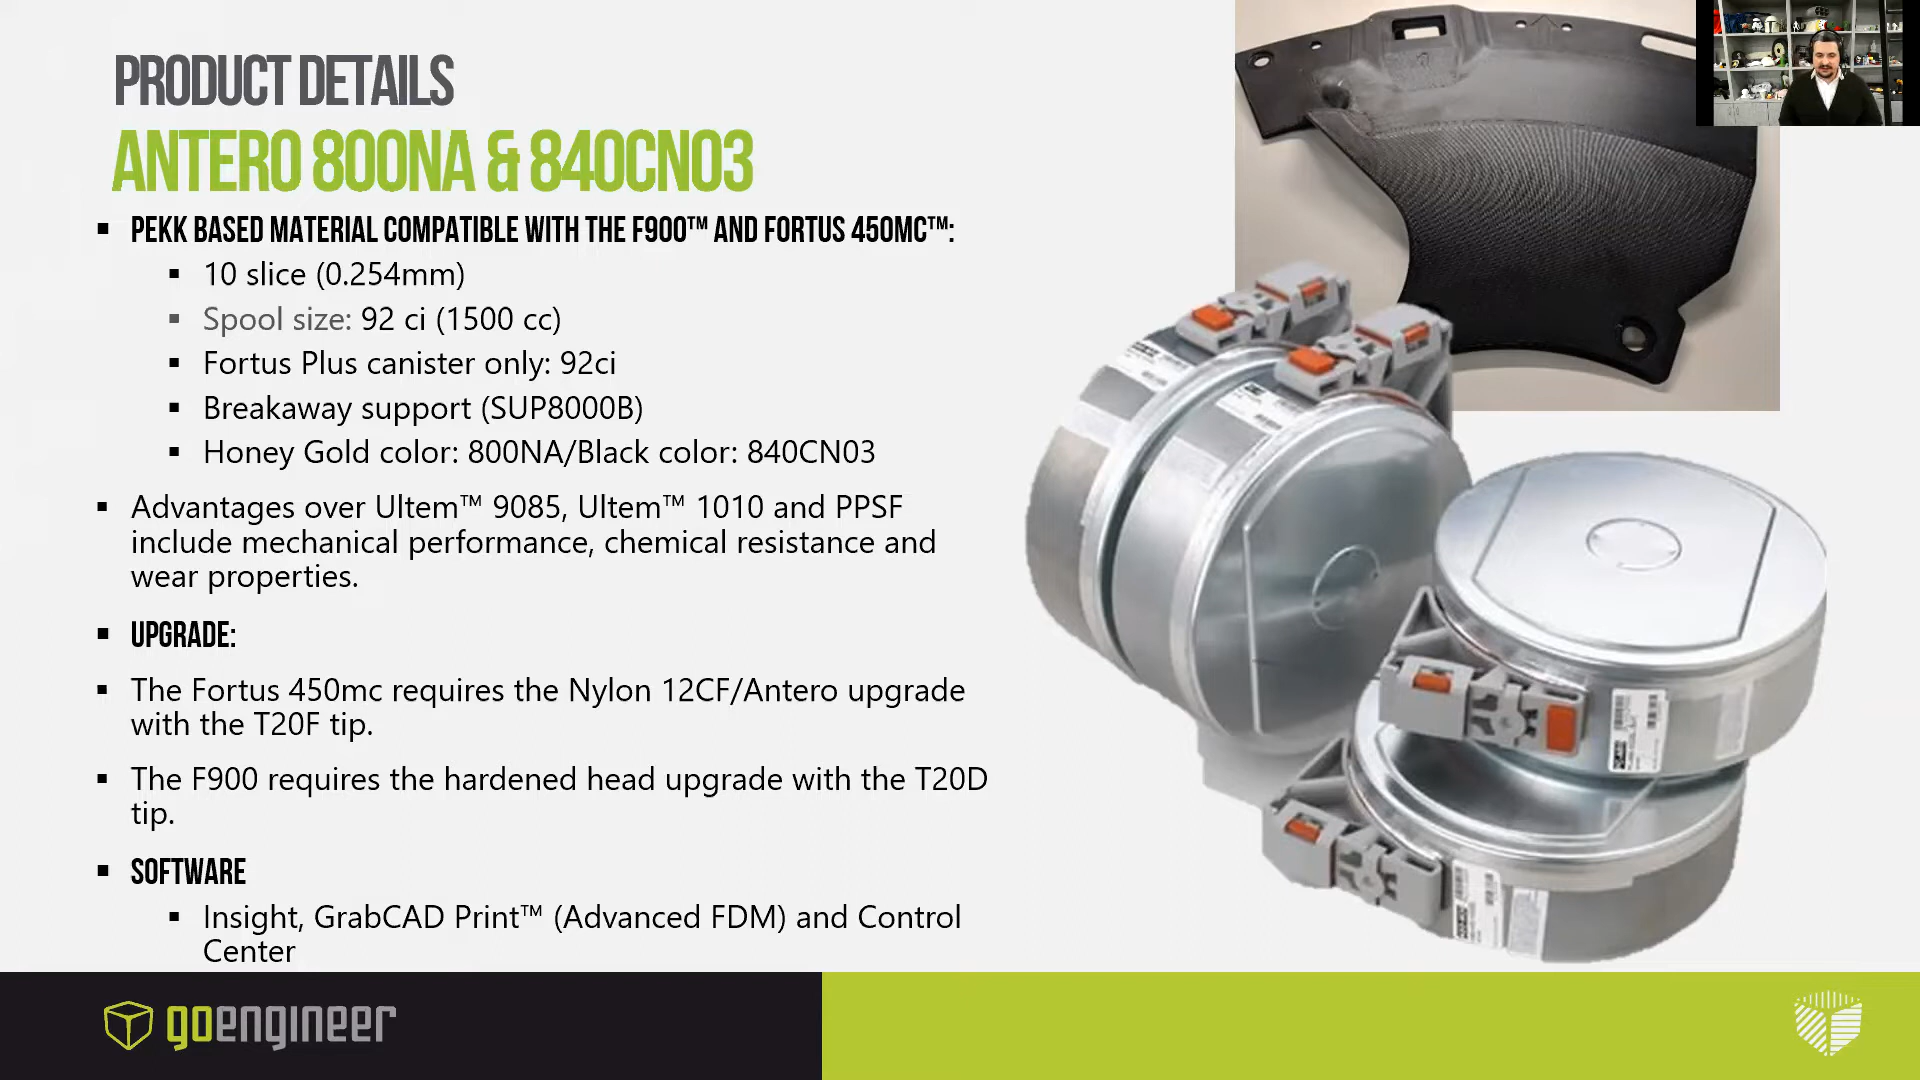 PRODUCT DETAILS
ANTERO 800NA & 840CN03
▪ PEKK BASED MATERIAL COMPATIBLE WITH THE F900™ AND FORTUS 450MC™:
▪ 10 slice (0.254mm)
▪ Spool size: 92 ci (1500 cc)
▪ Fortus Plus canister only: 92ci
▪ Breakaway support (SUP8000B)
▪ Honey Gold color: 800NA/Black color: 840CN03
▪ Advantages over Ultem™ 9085, Ultem™ 1010 and PPSF
include mechanical performance, chemical resistance and
wear properties.
▪ UPGRADE:
▪ The Fortus 450mc requires the Nylon 12CF/Antero upgrade
with the T20F tip.
▪ The F900 requires the hardened head upgrade with the T20D
tip.
▪ SOFTWARE
▪ Insight, GrabCAD Print™ (Advanced FDM) and Control
Center
goengineer